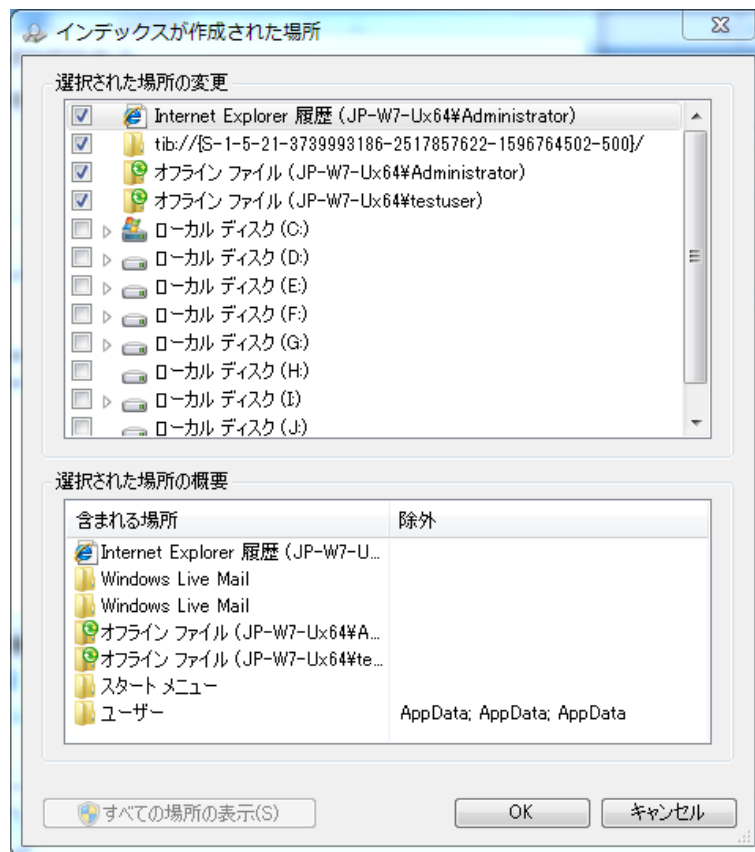 インデックスが作成された場所
選択された場所の変更
Internet Explorer 履歴 (JP-W7-Ux64¥Administrator)
tib://{S-1-5-21-3739993186-2517857622-1596764502-500}/
オフライン ファイル (JP-W7-Ux64¥Administrator)
オフライン ファイル (JP-W7-Ux64¥testuser)
ローカル ディスク (C:)
ローカル ディスク (D:)
ローカル ディスク (E:)
ローカル ディスク (F:)
ローカル ディスク (G:)
ローカル ディスク (H:)
ローカル ディスク (I:)
ローカル ディスク (J:)
選択された場所の概要
含まれる場所 除外
Internet Explorer 履歴 (JP-W7-U...
Windows Live Mail
Windows Live Mail
オフライン ファイル (JP-W7-Ux64¥A...
オフライン ファイル (JP-W7-Ux64¥te...
スタート メニュー
ユーザー AppData; AppData; AppData
すべての場所の表示(S) OK キャンセル